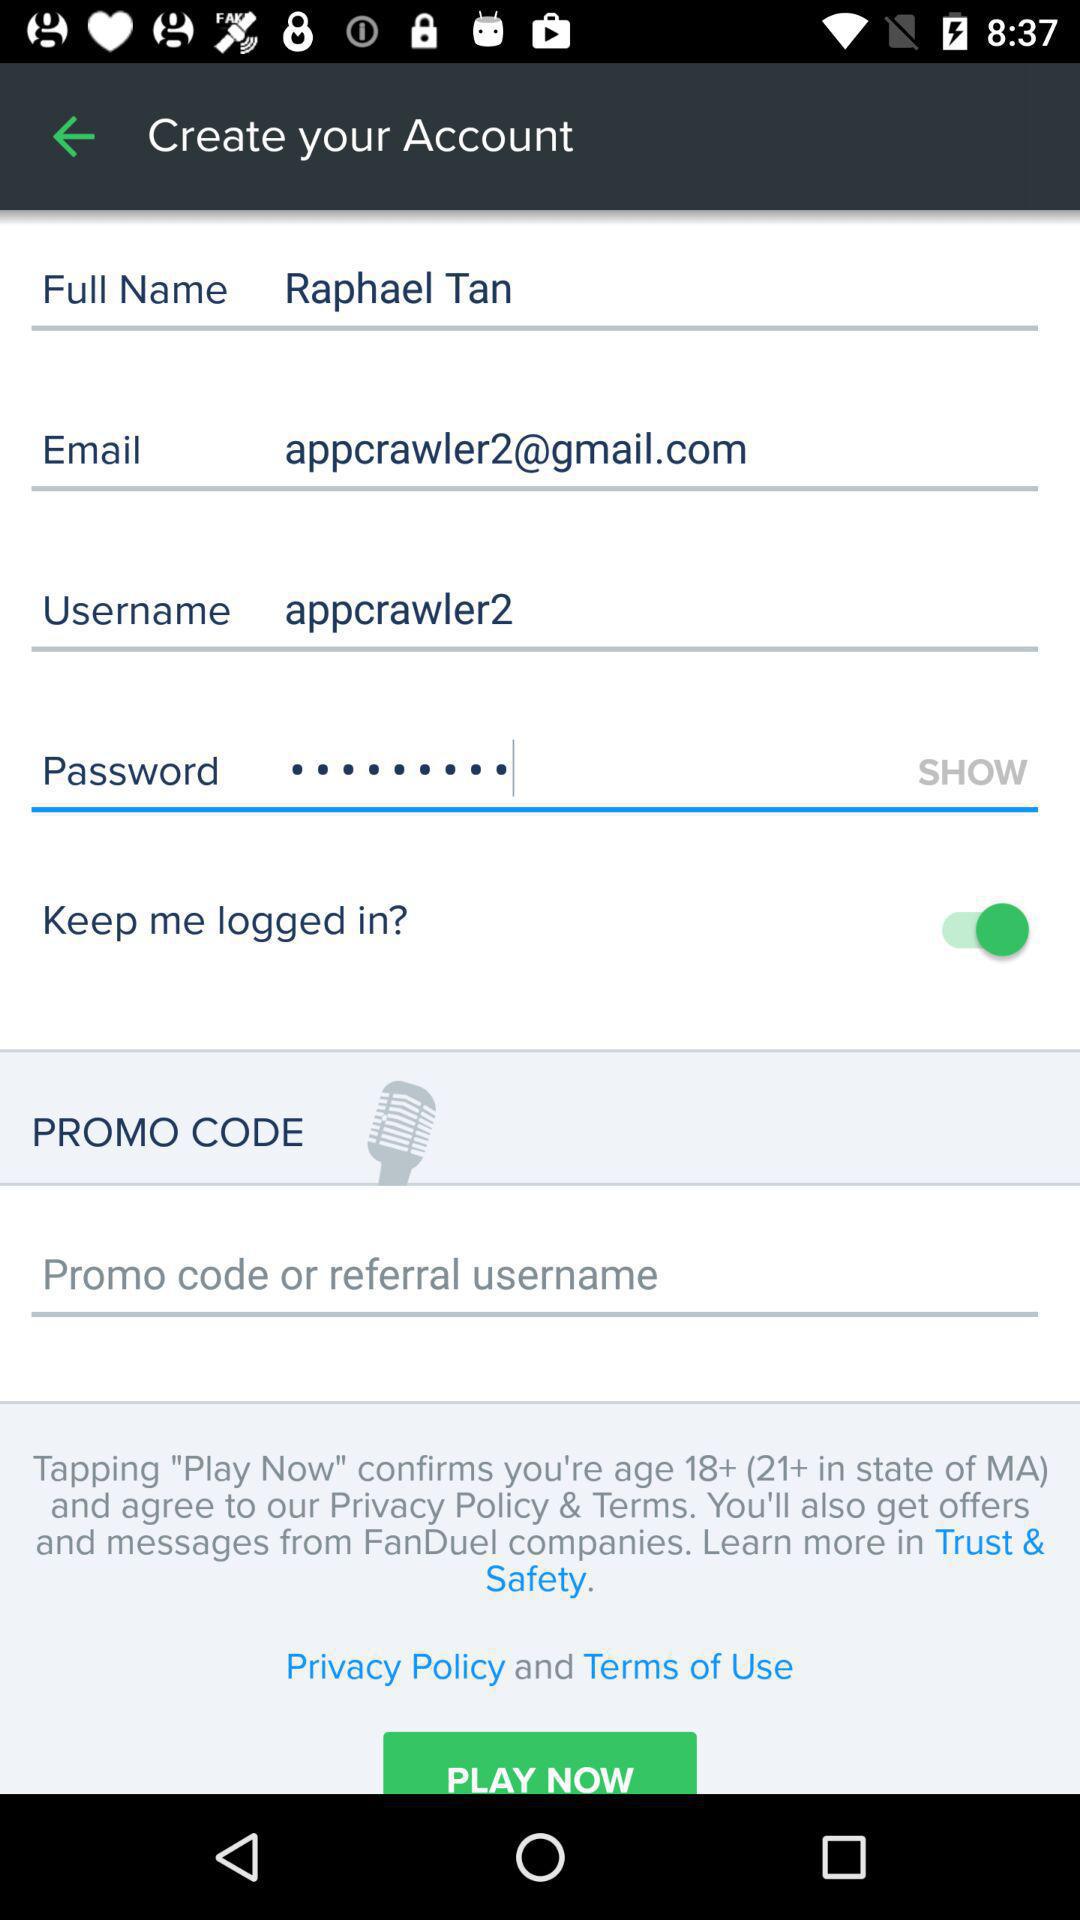 FAKE
8:37
Create your Account
Full Name Raphael Tan
Email appcrawler2@gmail.com
Username appcrawler2
Password ••••••••• SHOW
Keep me logged in?
PROMO CODE
Promo code or referral username
Tapping "Play Now" confirms you're age 18+ (21+ in state of MA)
and agree to our Privacy Policy & Terms. You'll also get offers
and messages from FanDuel companies. Learn more in Trust &
Safety.
Privacy Policy and Terms of Use
PLAY NOW